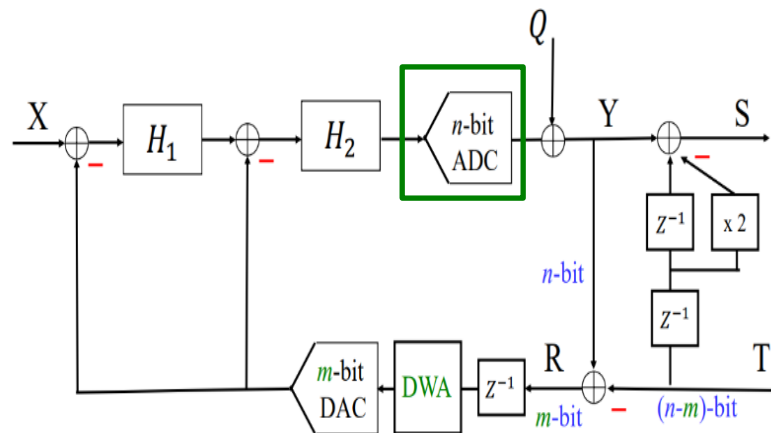 Q
X
Y
S
H₁
H₂
n-bit
ADC
Z⁻¹
x 2
n-bit
Z⁻¹
m-bit
DAC
DWA
Z⁻¹
R
m-bit
(n-m)-bit
T